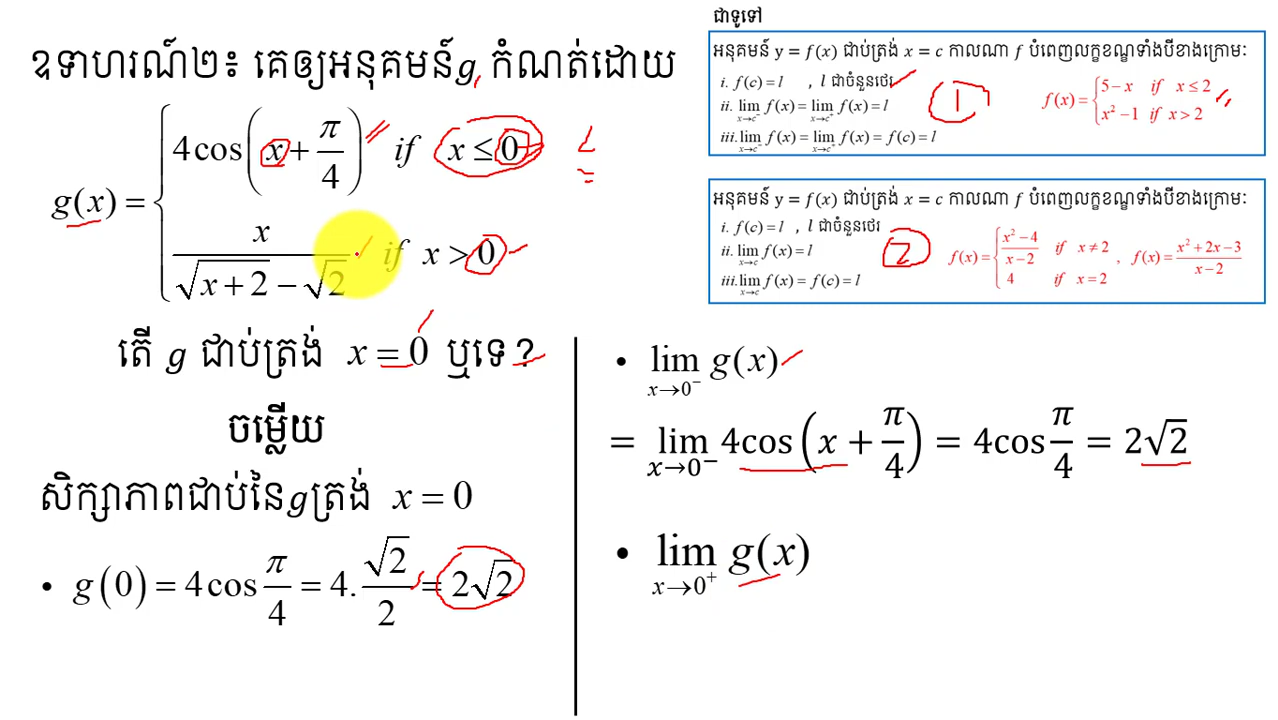 ជាទូទៅ
ឧទាហរណ៍២៖ គេឲ្យអនុគមន៍g កំណត់ដោយ
g(x) = { 4cos(x + π/4) if x ≤ 0
x/(√(x+2) − √2) if x > 0
តើ g ជាប់ត្រង់ x = 0 ឬទេ ?
ចម្លើយ
សិក្សាភាពជាប់នៃg ត្រង់ x = 0
• g(0) = 4cos π/4 = 4. √2/2 = 2√2
អនុគមន៍ y = f(x) ជាប់ត្រង់ x = c កាលណា f បំពេញលក្ខខណ្ឌទាំងបីខាងក្រោម:
i. f(c) = l , l ជាចំនួនថេរ
ii. lim x→c⁻ f(x) = lim x→c⁺ f(x) = l
iii. lim x→c⁻ f(x) = lim x→c⁺ f(x) = f(c) = l
1
f(x) = { 5 − x if x ≤ 2
x² − 1 if x > 2
អនុគមន៍ y = f(x) ជាប់ត្រង់ x = c កាលណា f បំពេញលក្ខខណ្ឌទាំងបីខាងក្រោម:
i. f(c) = l , l ជាចំនួនថេរ
ii. lim x→c f(x) = l
iii. lim x→c f(x) = f(c) = l
2
f(x) = { (x² − 4)/(x − 2) if x ≠ 2
4 if x = 2
, f(x) = (x² + 2x − 3)/(x − 2)
• lim x→0⁻ g(x)
= lim x→0⁻ 4cos(x + π/4) = 4cos π/4 = 2√2
• lim x→0⁺ g(x)